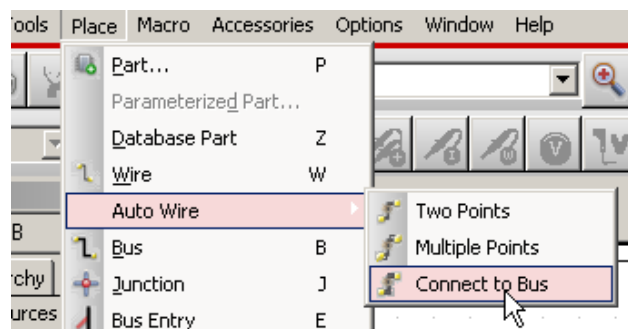 Tools Place Macro Accessories Options Window Help
Part... P
Parameterized Part...
Database Part Z
Wire W
Auto Wire
Two Points
B
Bus B
Multiple Points
rchy
Junction J
Connect to Bus
urces
Bus Entry E